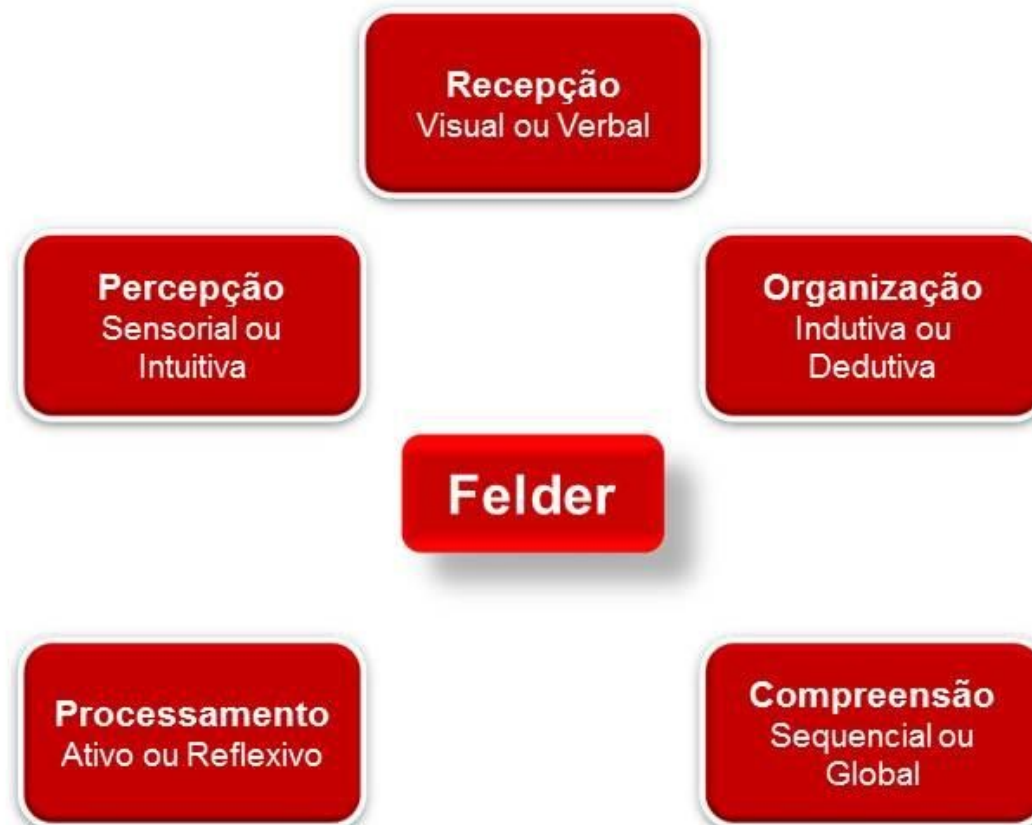 Recepção
Visual ou Verbal
Percepção
Sensorial ou
Intuitiva
Organização
Indutiva ou
Dedutiva
Felder
Processamento
Ativo ou Reflexivo
Compreensão
Sequencial ou
Global